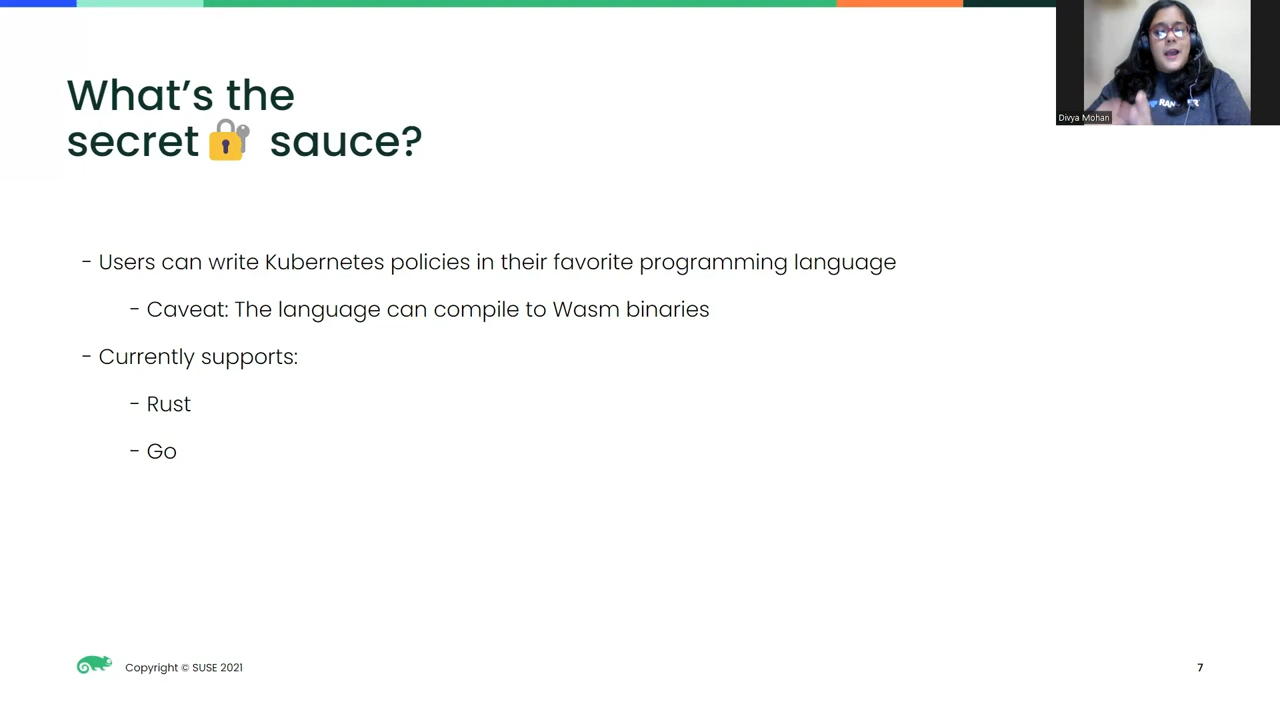 What's the
secret 🔐 sauce?
- Users can write Kubernetes policies in their favorite programming language
- Caveat: The language can compile to Wasm binaries
- Currently supports:
- Rust
- Go
Copyright © SUSE 2021
7
Divya Mohan